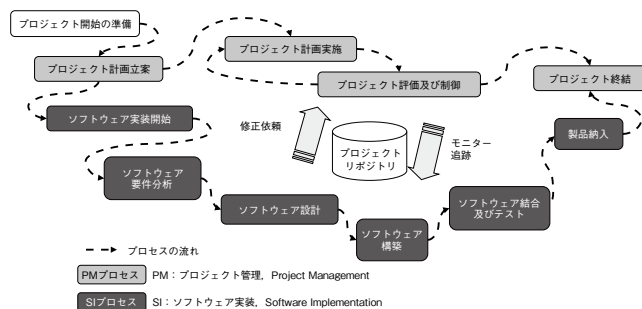 プロジェクト開始の準備
プロジェクト計画立案
プロジェクト計画実施
プロジェクト評価及び制御
プロジェクト終結
ソフトウェア実装開始
修正依頼
プロジェクト
リポジトリ
モニター
追跡
製品納入
ソフトウェア
要件分析
ソフトウェア設計
ソフトウェア
構築
ソフトウェア結合
及びテスト
プロセスの流れ
PMプロセス PM：プロジェクト管理，Project Management
SIプロセス SI：ソフトウェア実装，Software Implementation